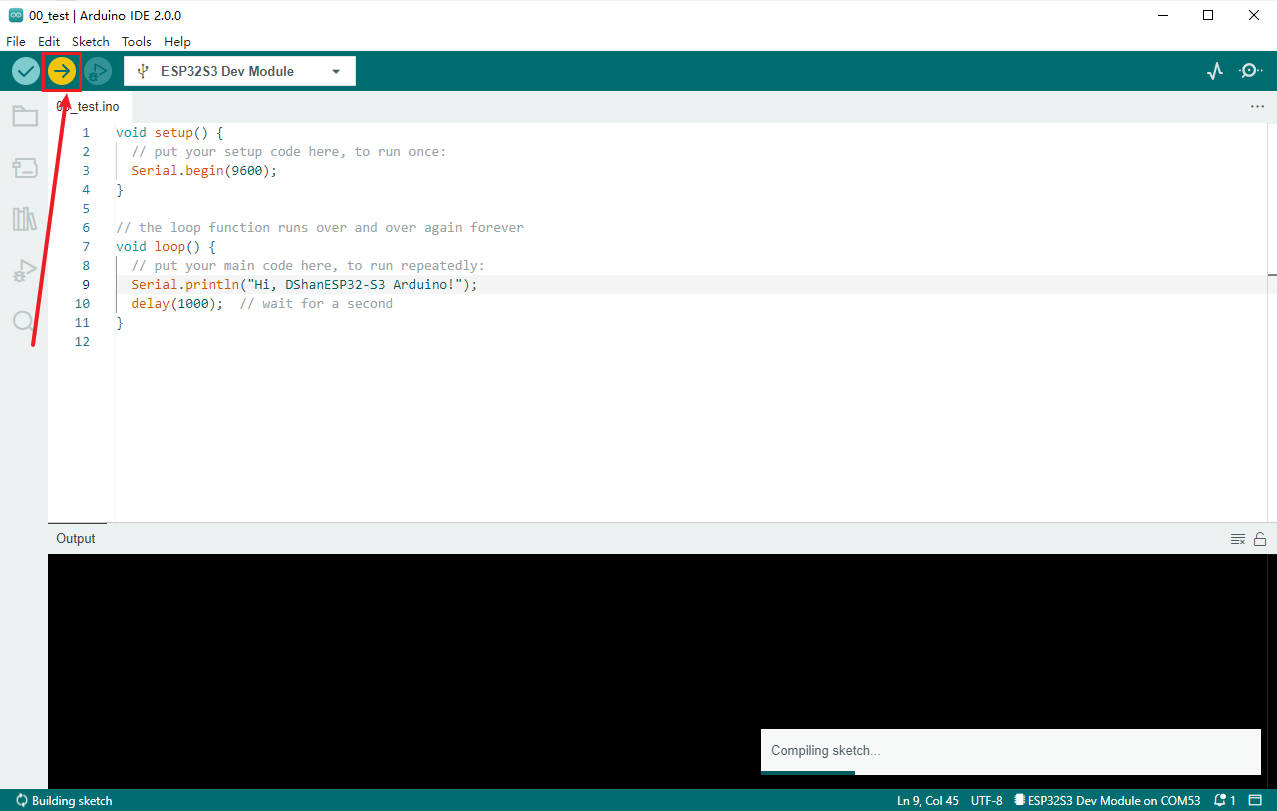 00_test | Arduino IDE 2.0.0
File Edit Sketch Tools Help
ESP32S3 Dev Module
00_test.ino
1 void setup() {
2 // put your setup code here, to run once:
3 Serial.begin(9600);
4 }
5
6 // the loop function runs over and over again forever
7 void loop() {
8 // put your main code here, to run repeatedly:
9 Serial.println("Hi, DShanESP32-S3 Arduino!");
10 delay(1000);  // wait for a second
11 }
12
Output
Compiling sketch...
Building sketch Ln 9, Col 45 UTF-8 ESP32S3 Dev Module on COM53 1